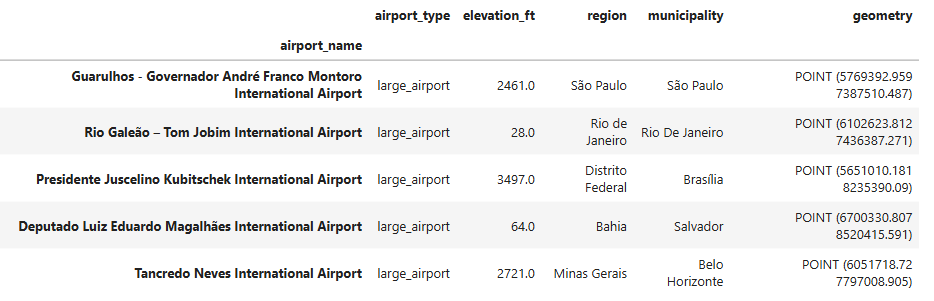 airport_type elevation_ft region municipality geometry
airport_name
Guarulhos - Governador André Franco Montoro
International Airport large_airport 2461.0 São Paulo São Paulo POINT (5769392.959
7387510.487)
Rio Galeão – Tom Jobim International Airport large_airport 28.0 Rio de
Janeiro Rio De Janeiro POINT (6102623.812
7436387.271)
Presidente Juscelino Kubitschek International Airport large_airport 3497.0 Distrito
Federal Brasília POINT (5651010.181
8235390.09)
Deputado Luiz Eduardo Magalhães International Airport large_airport 64.0 Bahia Salvador POINT (6700330.807
8520415.591)
Tancredo Neves International Airport large_airport 2721.0 Minas Gerais Belo
Horizonte POINT (6051718.727
7797008.905)